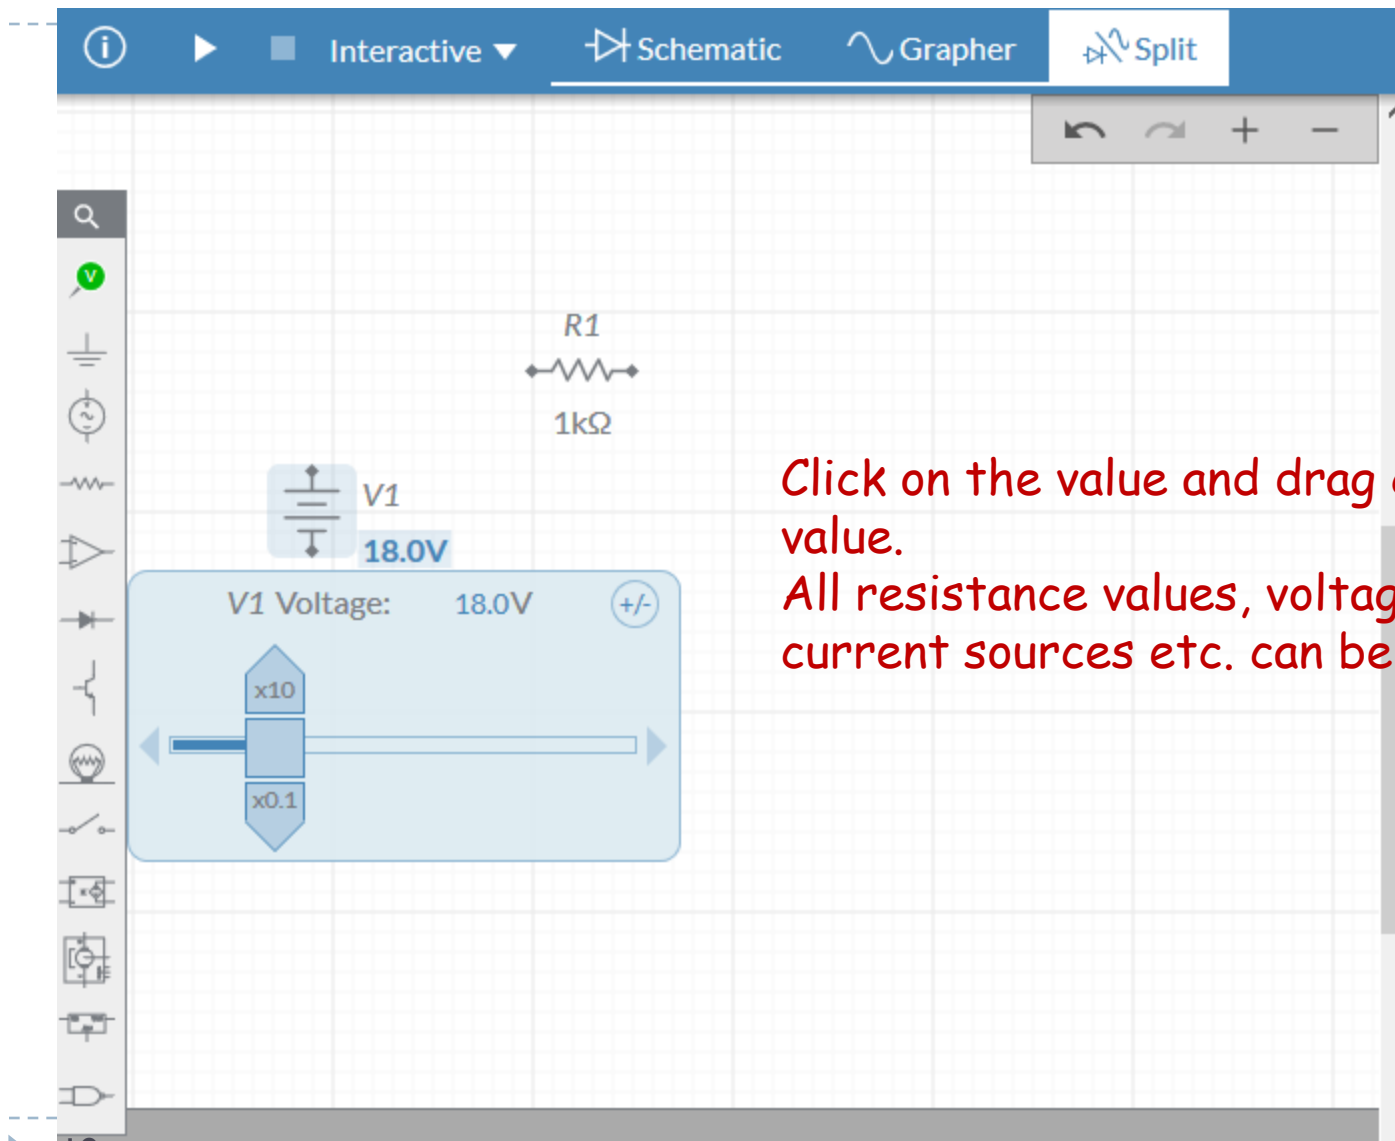 Interactive Schematic Grapher Split
V
R1
1kΩ
V1
18.0V
V1 Voltage: 18.0V +/-
x10
x0.1
Click on the value and drag
value.
All resistance values, voltag
current sources etc. can be